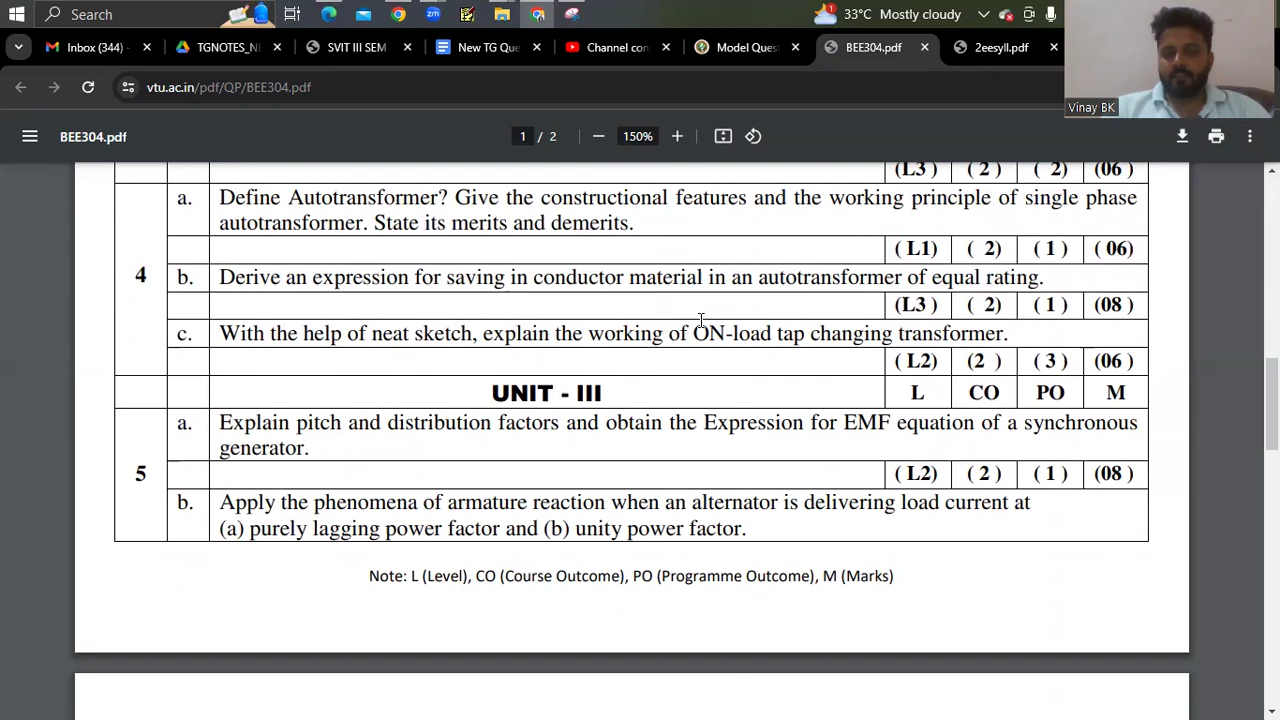 Search
33°C Mostly cloudy
Inbox (344) -
TGNOTES_NE
SVIT III SEM
New TG Que
Channel con
Model Ques
BEE304.pdf
2eesyll.pdf
vtu.ac.in/pdf/QP/BEE304.pdf
Vinay BK
BEE304.pdf
1 / 2
150%
(L3) ( 2 ) ( 2) (06)
4
a. Define Autotransformer? Give the constructional features and the working principle of single phase
autotransformer. State its merits and demerits.
( L1) ( 2) ( 1 ) ( 06)
b. Derive an expression for saving in conductor material in an autotransformer of equal rating.
(L3 ) ( 2) ( 1 ) (08 )
c. With the help of neat sketch, explain the working of ON-load tap changing transformer.
(L2) (2 ) ( 3 ) (06)
UNIT - III L CO PO M
5
a. Explain pitch and distribution factors and obtain the Expression for EMF equation of a synchronous
generator.
( L2) ( 2 ) ( 1 ) (08 )
b. Apply the phenomena of armature reaction when an alternator is delivering load current at
(a) purely lagging power factor and (b) unity power factor.
Note: L (Level), CO (Course Outcome), PO (Programme Outcome), M (Marks)